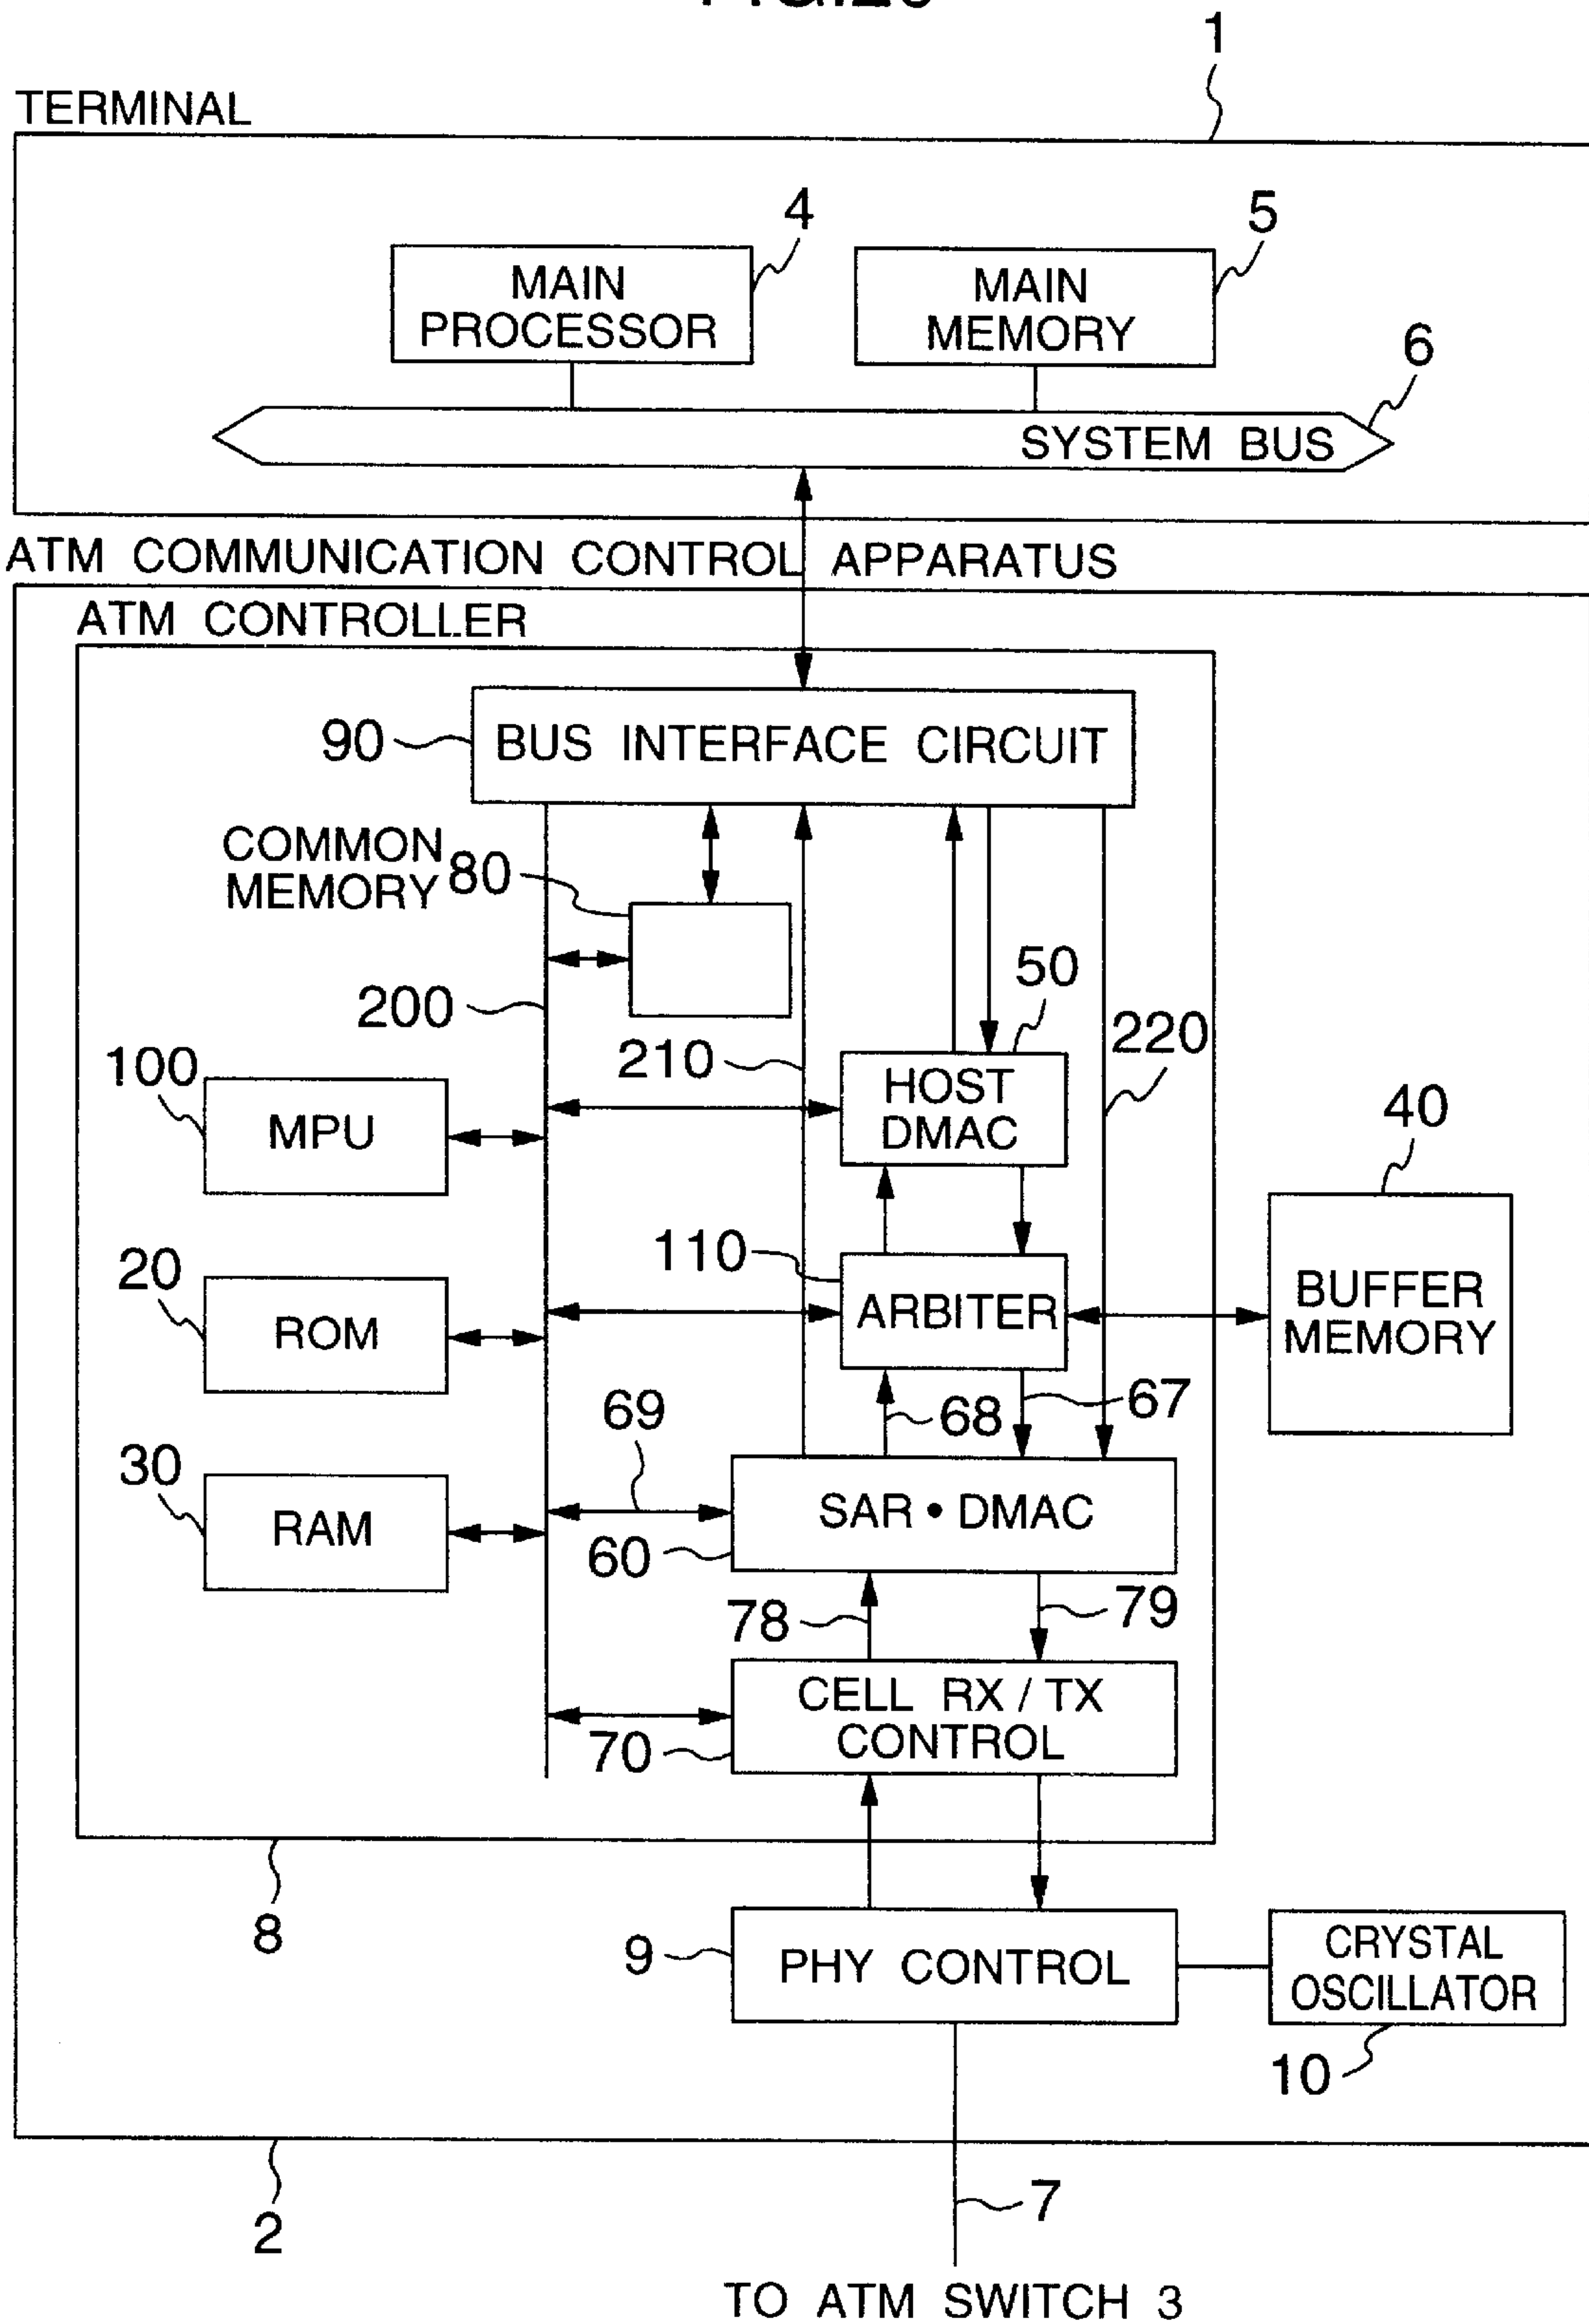 1
TERMINAL
4
5
MAIN
PROCESSOR
MAIN
MEMORY
6
SYSTEM BUS
ATM COMMUNICATION CONTROL APPARATUS
ATM CONTROLLER
90
BUS INTERFACE CIRCUIT
COMMON
MEMORY
80
50
200
210
220
100
MPU
HOST
DMAC
40
110
20
ROM
ARBITER
BUFFER
MEMORY
67
68
69
30
RAM
SAR • DMAC
60
78
79
CELL RX / TX
CONTROL
70
8
9
PHY CONTROL
CRYSTAL
OSCILLATOR
10
2
7
TO ATM SWITCH 3